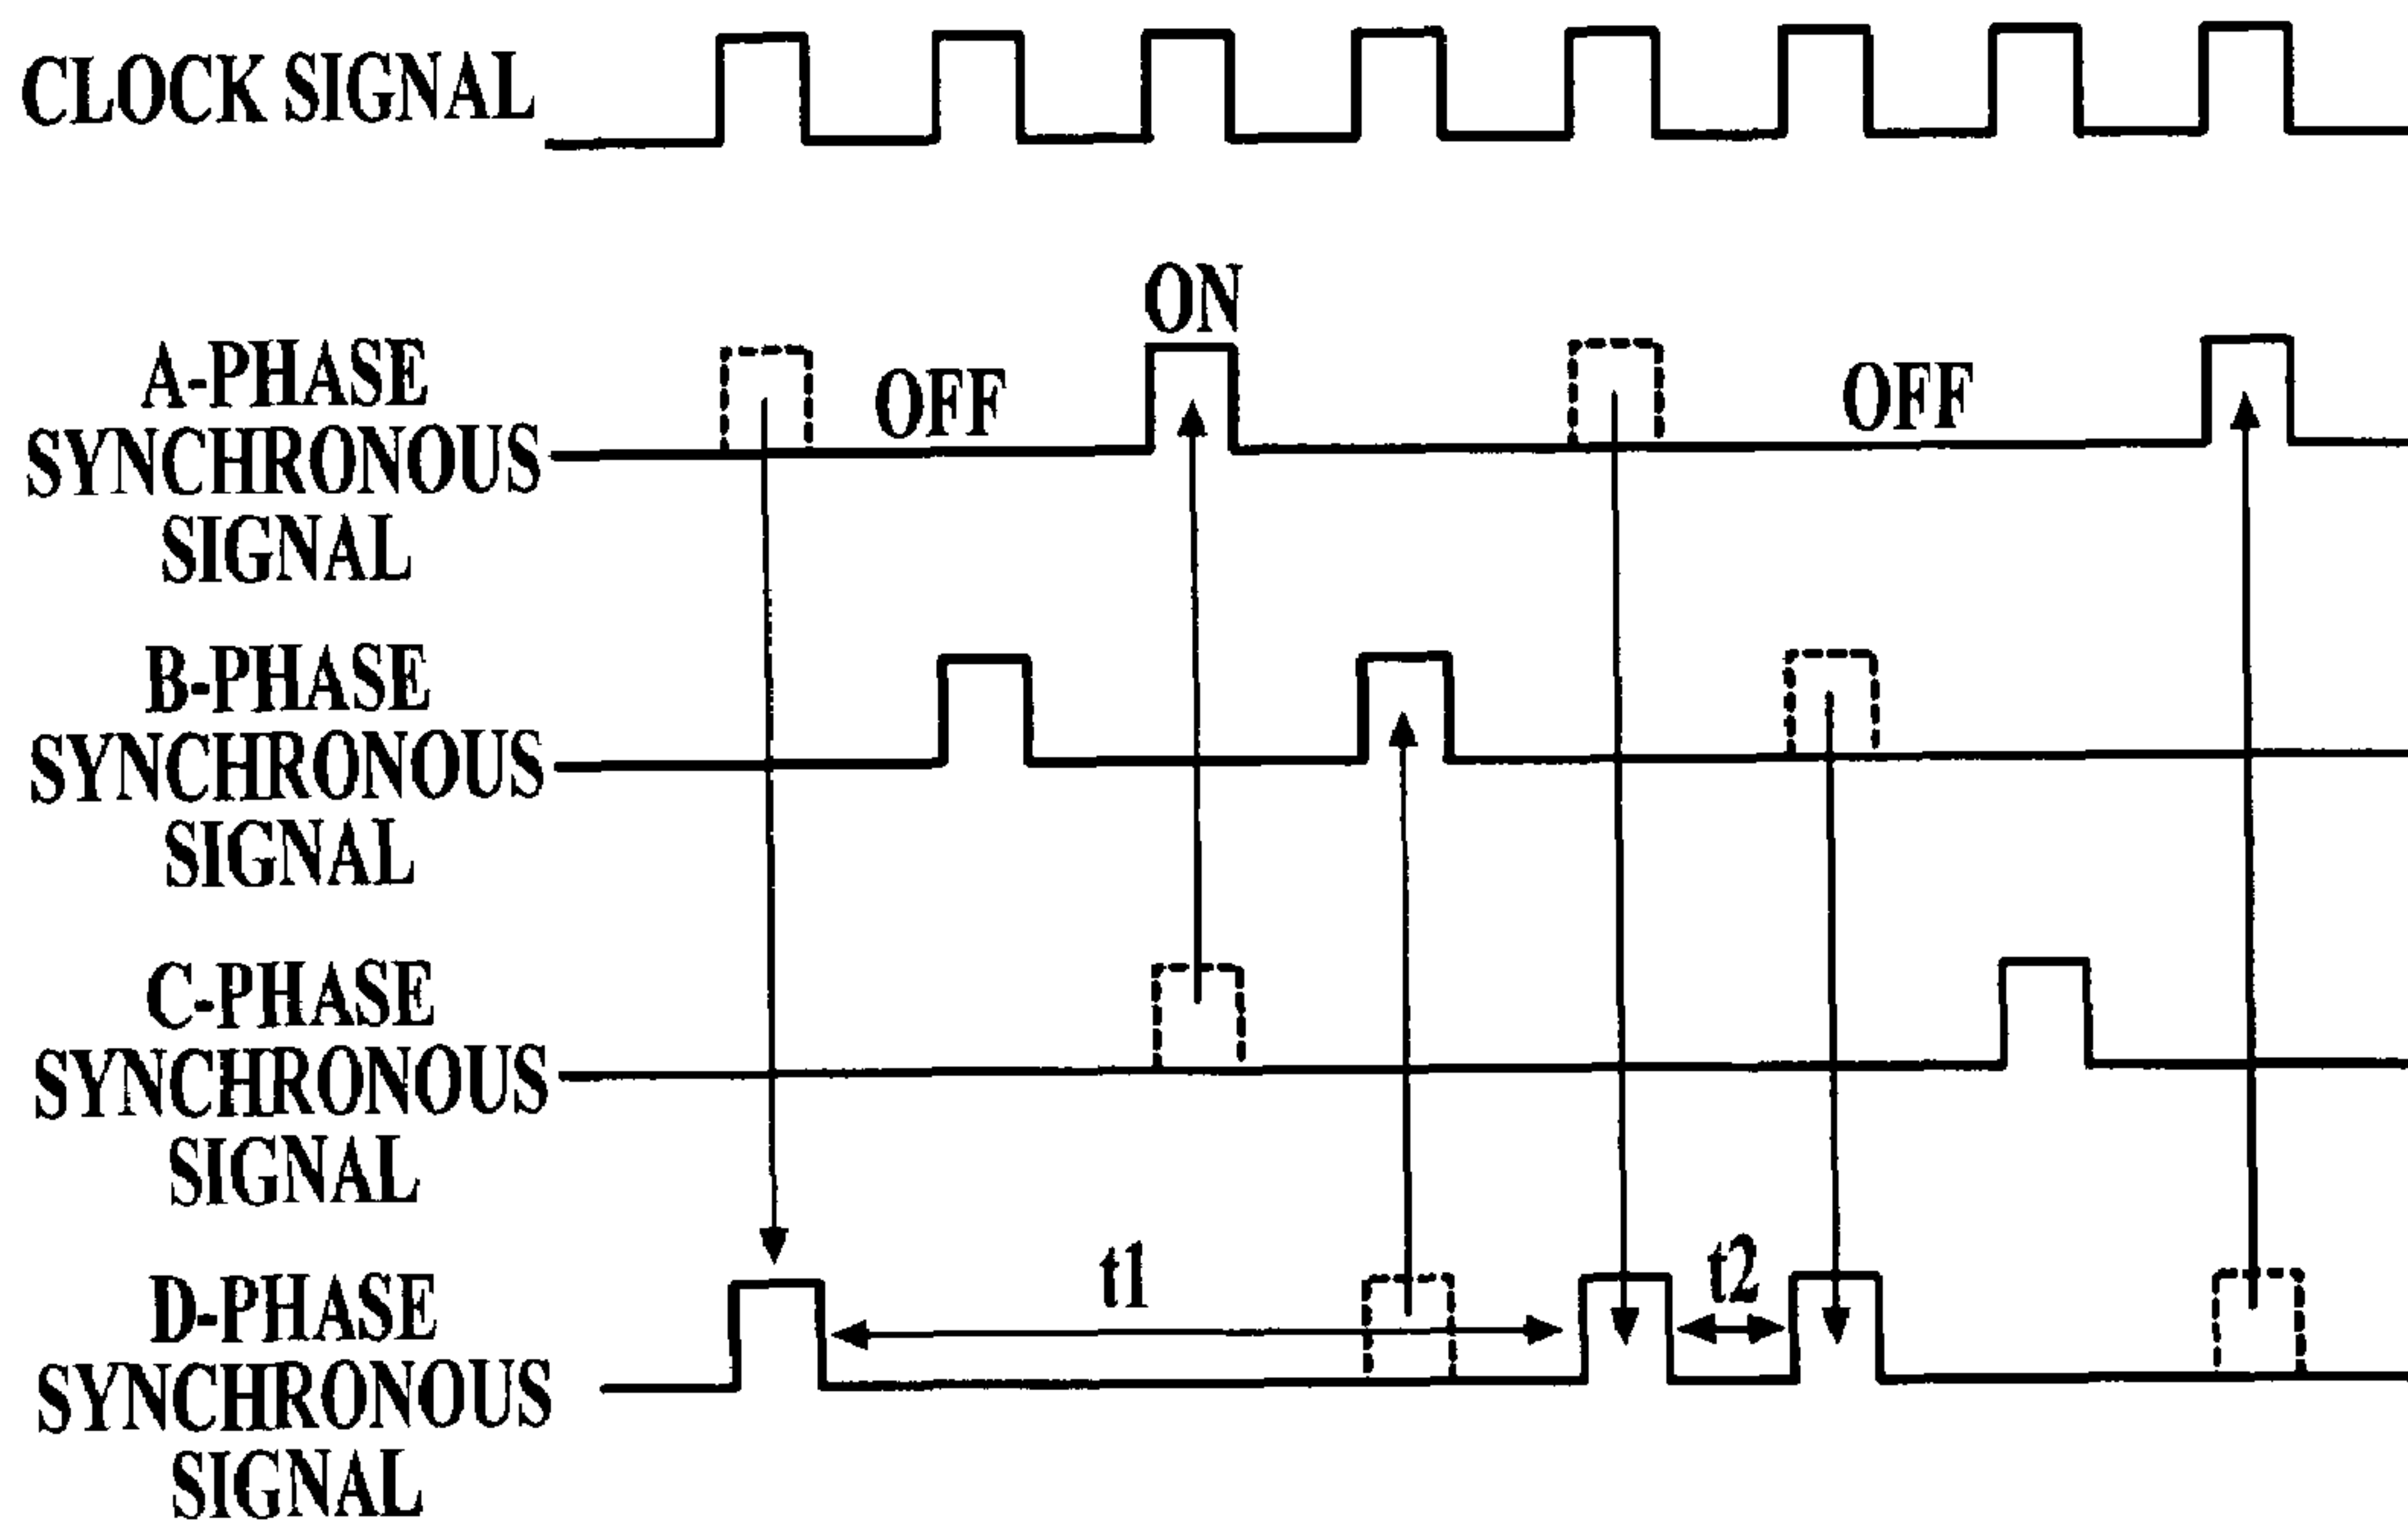 CLOCK SIGNAL
ON
A-PHASE
SYNCHRONOUS
SIGNAL
OFF
OFF
B-PHASE
SYNCHRONOUS
SIGNAL
C-PHASE
SYNCHRONOUS
SIGNAL
t1
t2
D-PHASE
SYNCHRONOUS
SIGNAL